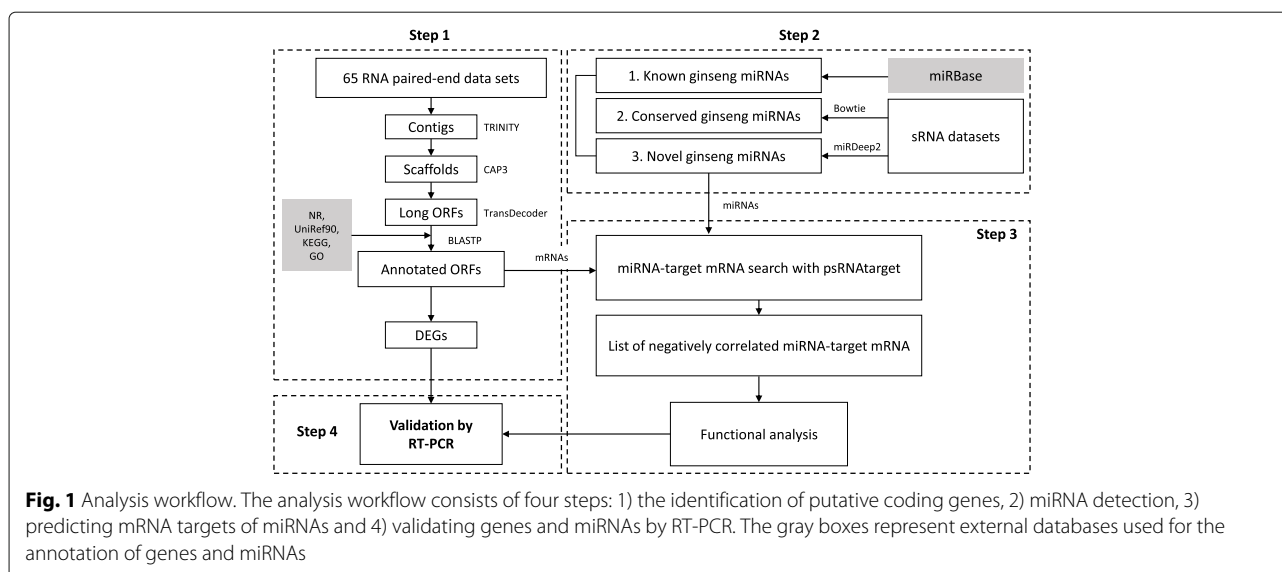 Step 1
Step 2
65 RNA paired-end data sets
Contigs
TRINITY
Scaffolds
CAP3
Long ORFs
TransDecoder
NR,
UniRef90,
KEGG,
GO
BLASTP
Annotated ORFs
mRNAs
DEGs
1. Known ginseng miRNAs
miRBase
2. Conserved ginseng miRNAs
Bowtie
sRNA datasets
3. Novel ginseng miRNAs
miRDeep2
miRNAs
Step 3
miRNA-target mRNA search with psRNAtarget
List of negatively correlated miRNA-target mRNA
Functional analysis
Step 4
Validation by
RT-PCR
Fig. 1 Analysis workflow. The analysis workflow consists of four steps: 1) the identification of putative coding genes, 2) miRNA detection, 3)
predicting mRNA targets of miRNAs and 4) validating genes and miRNAs by RT-PCR. The gray boxes represent external databases used for the
annotation of genes and miRNAs